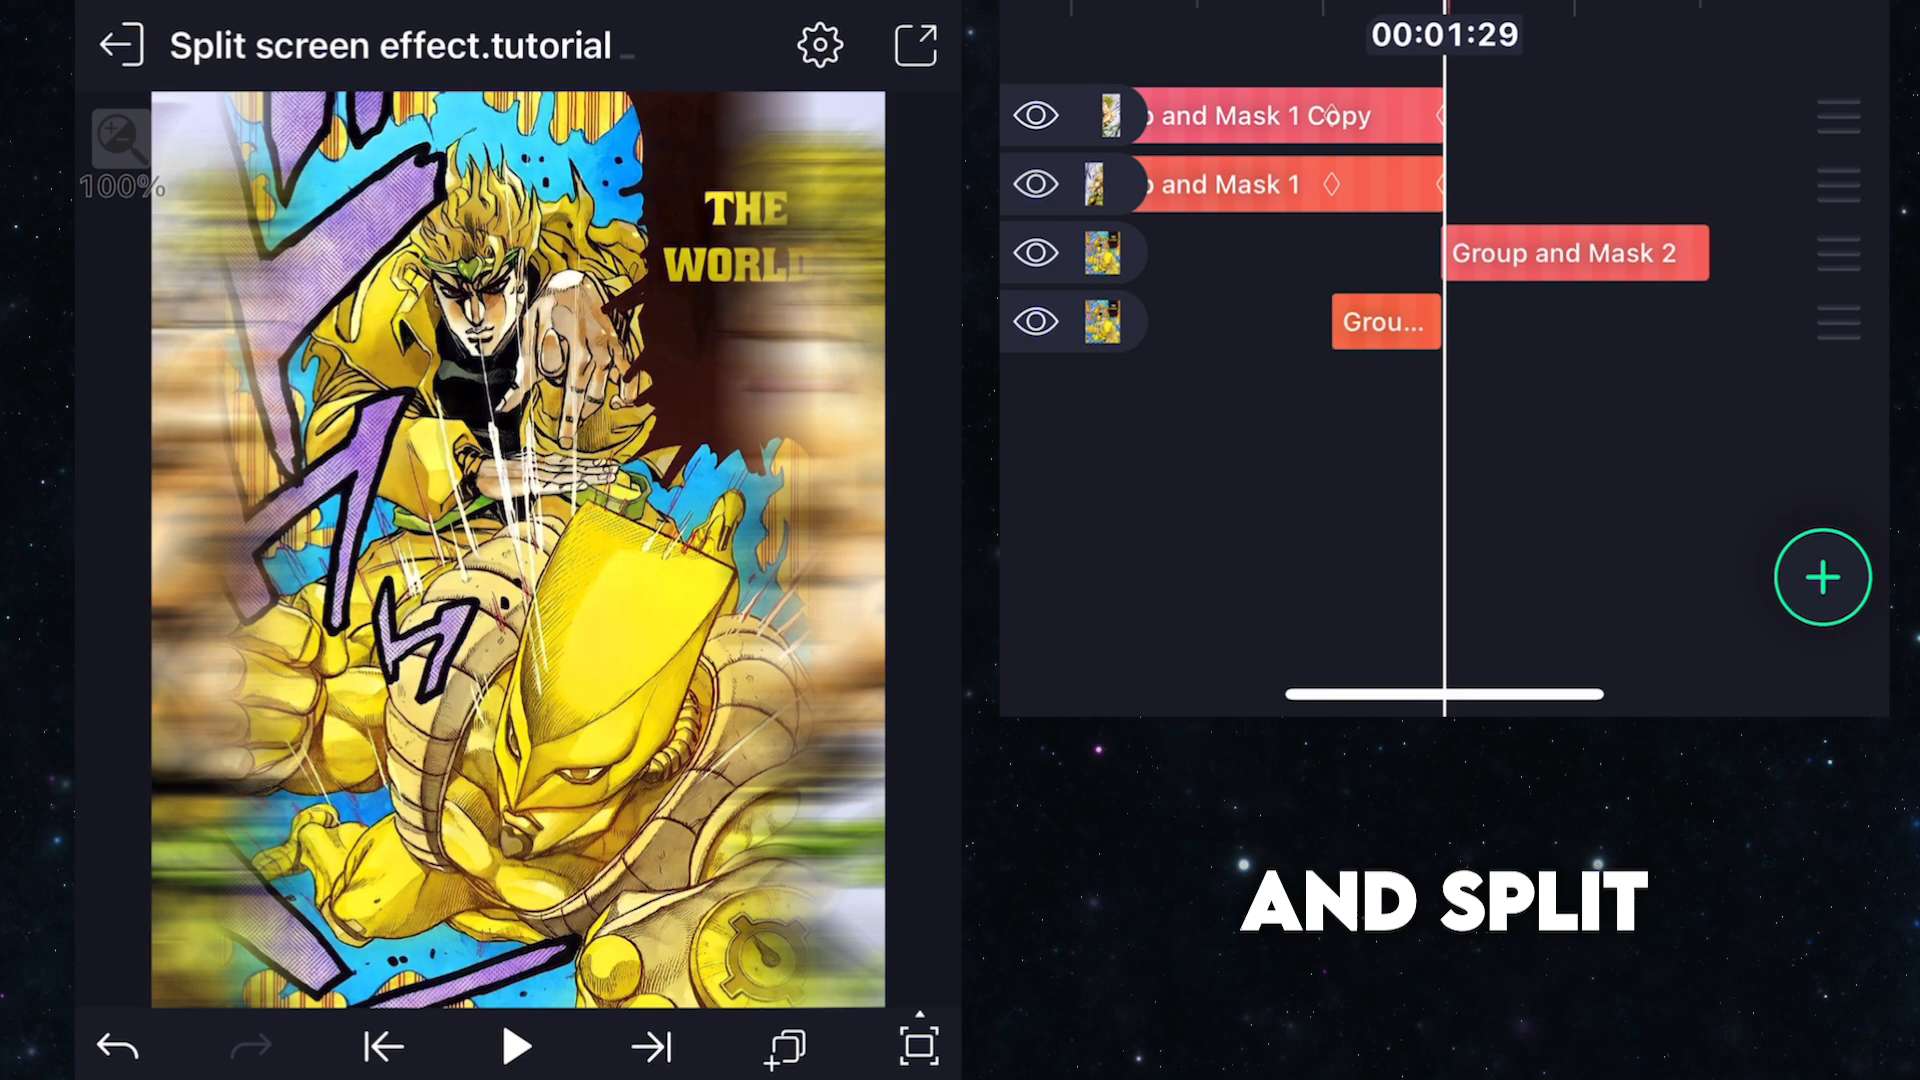 Split screen effect.tutorial
100%
THE
WORLD
00:01:29
and Mask 1 Copy
and Mask 1
Group and Mask 2
Grou...
AND SPLIT